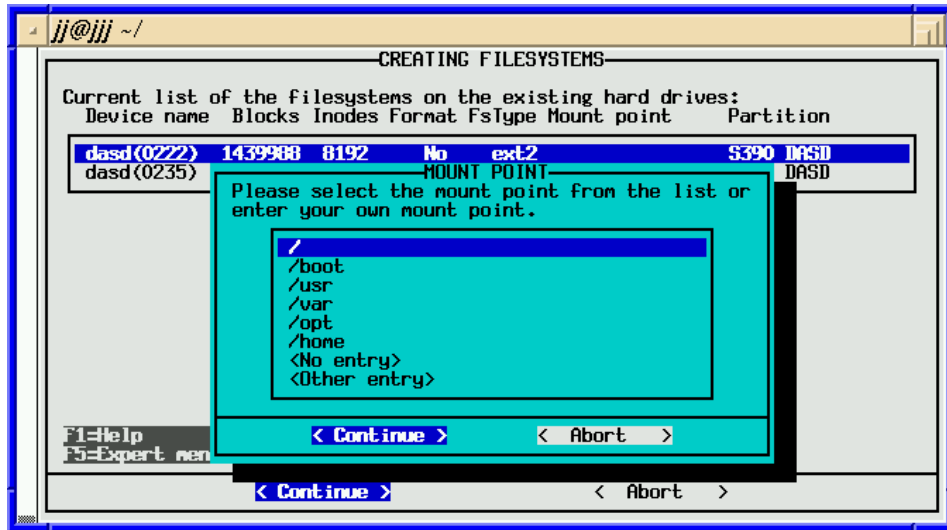 jj@jjj ~/
CREATING FILESYSTEMS
Current list of the filesystems on the existing hard drives:
Device name Blocks Inodes Format FsType Mount point Partition
dasd(0222) 1439988 8192 No ext2 S390 DASD
dasd(0235) DASD
MOUNT POINT
Please select the mount point from the list or
enter your own mount point.
/
/boot
/usr
/var
/opt
/home
<No entry>
<Other entry>
< Continue > < Abort >
F1=Help
F5=Expert men
< Continue > < Abort >